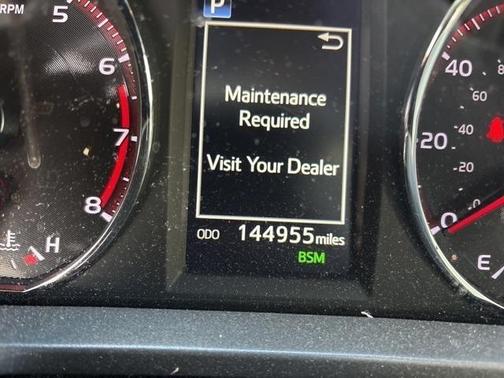 RPM
5
6
7
8
H
P
Maintenance
Required
Visit Your Dealer
ODO 144955 miles
BSM
40
20
0
60
40
20
0
E